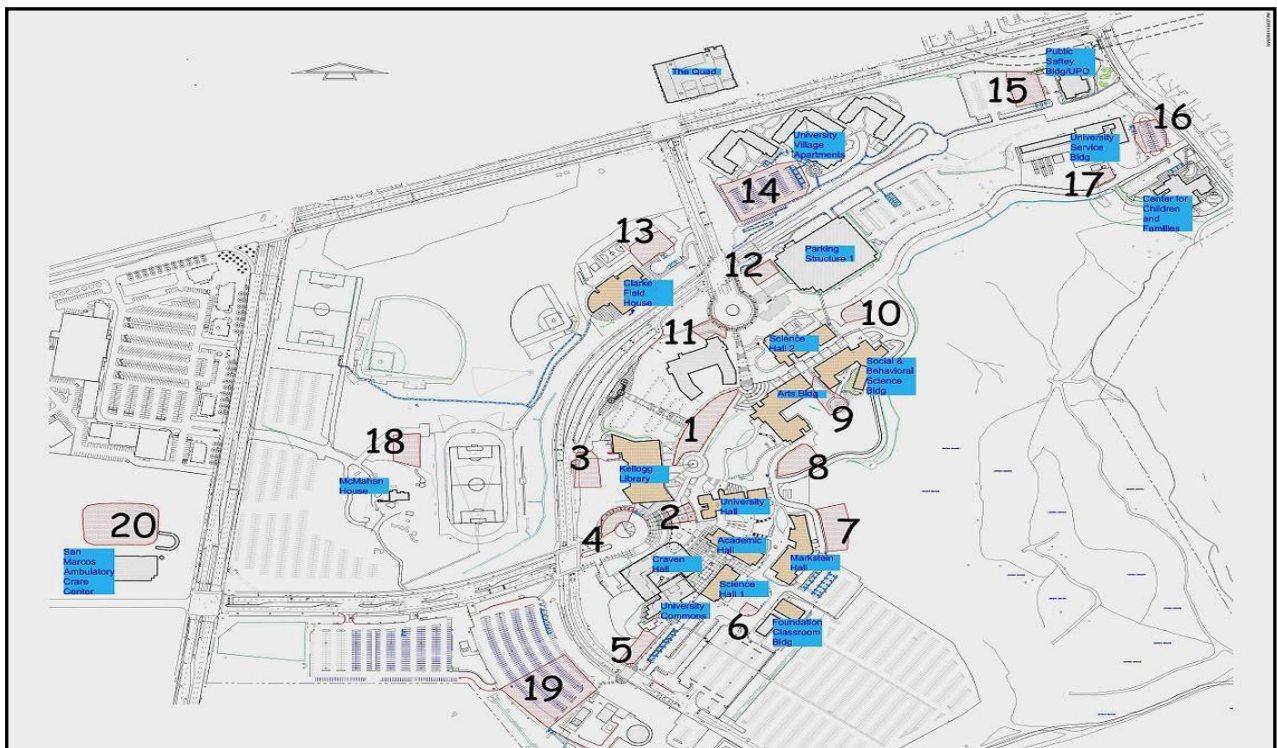 Public
Saftey
Bldg/UPD
The Quad
15
16
University
Village
Apartments
University
Service
Bldg
14
17
Center for
Children
and
Families
13
12
Parking
Structure 1
Clarke
Field
House
10
11
Science
Hall 2
Social &
Behavioral
Science
Bldg
Arts Bldg
9
1
18
3
8
Kellogg
Library
McMahan
House
University
Hall
20
2
7
4
Academic
Hall
San
Marcos
Ambulatory
Crare
Center
Craven
Hall
Markstein
Hall
Science
Hall 1
University
Commons
6
Foundation
Classroom
Bldg
5
19